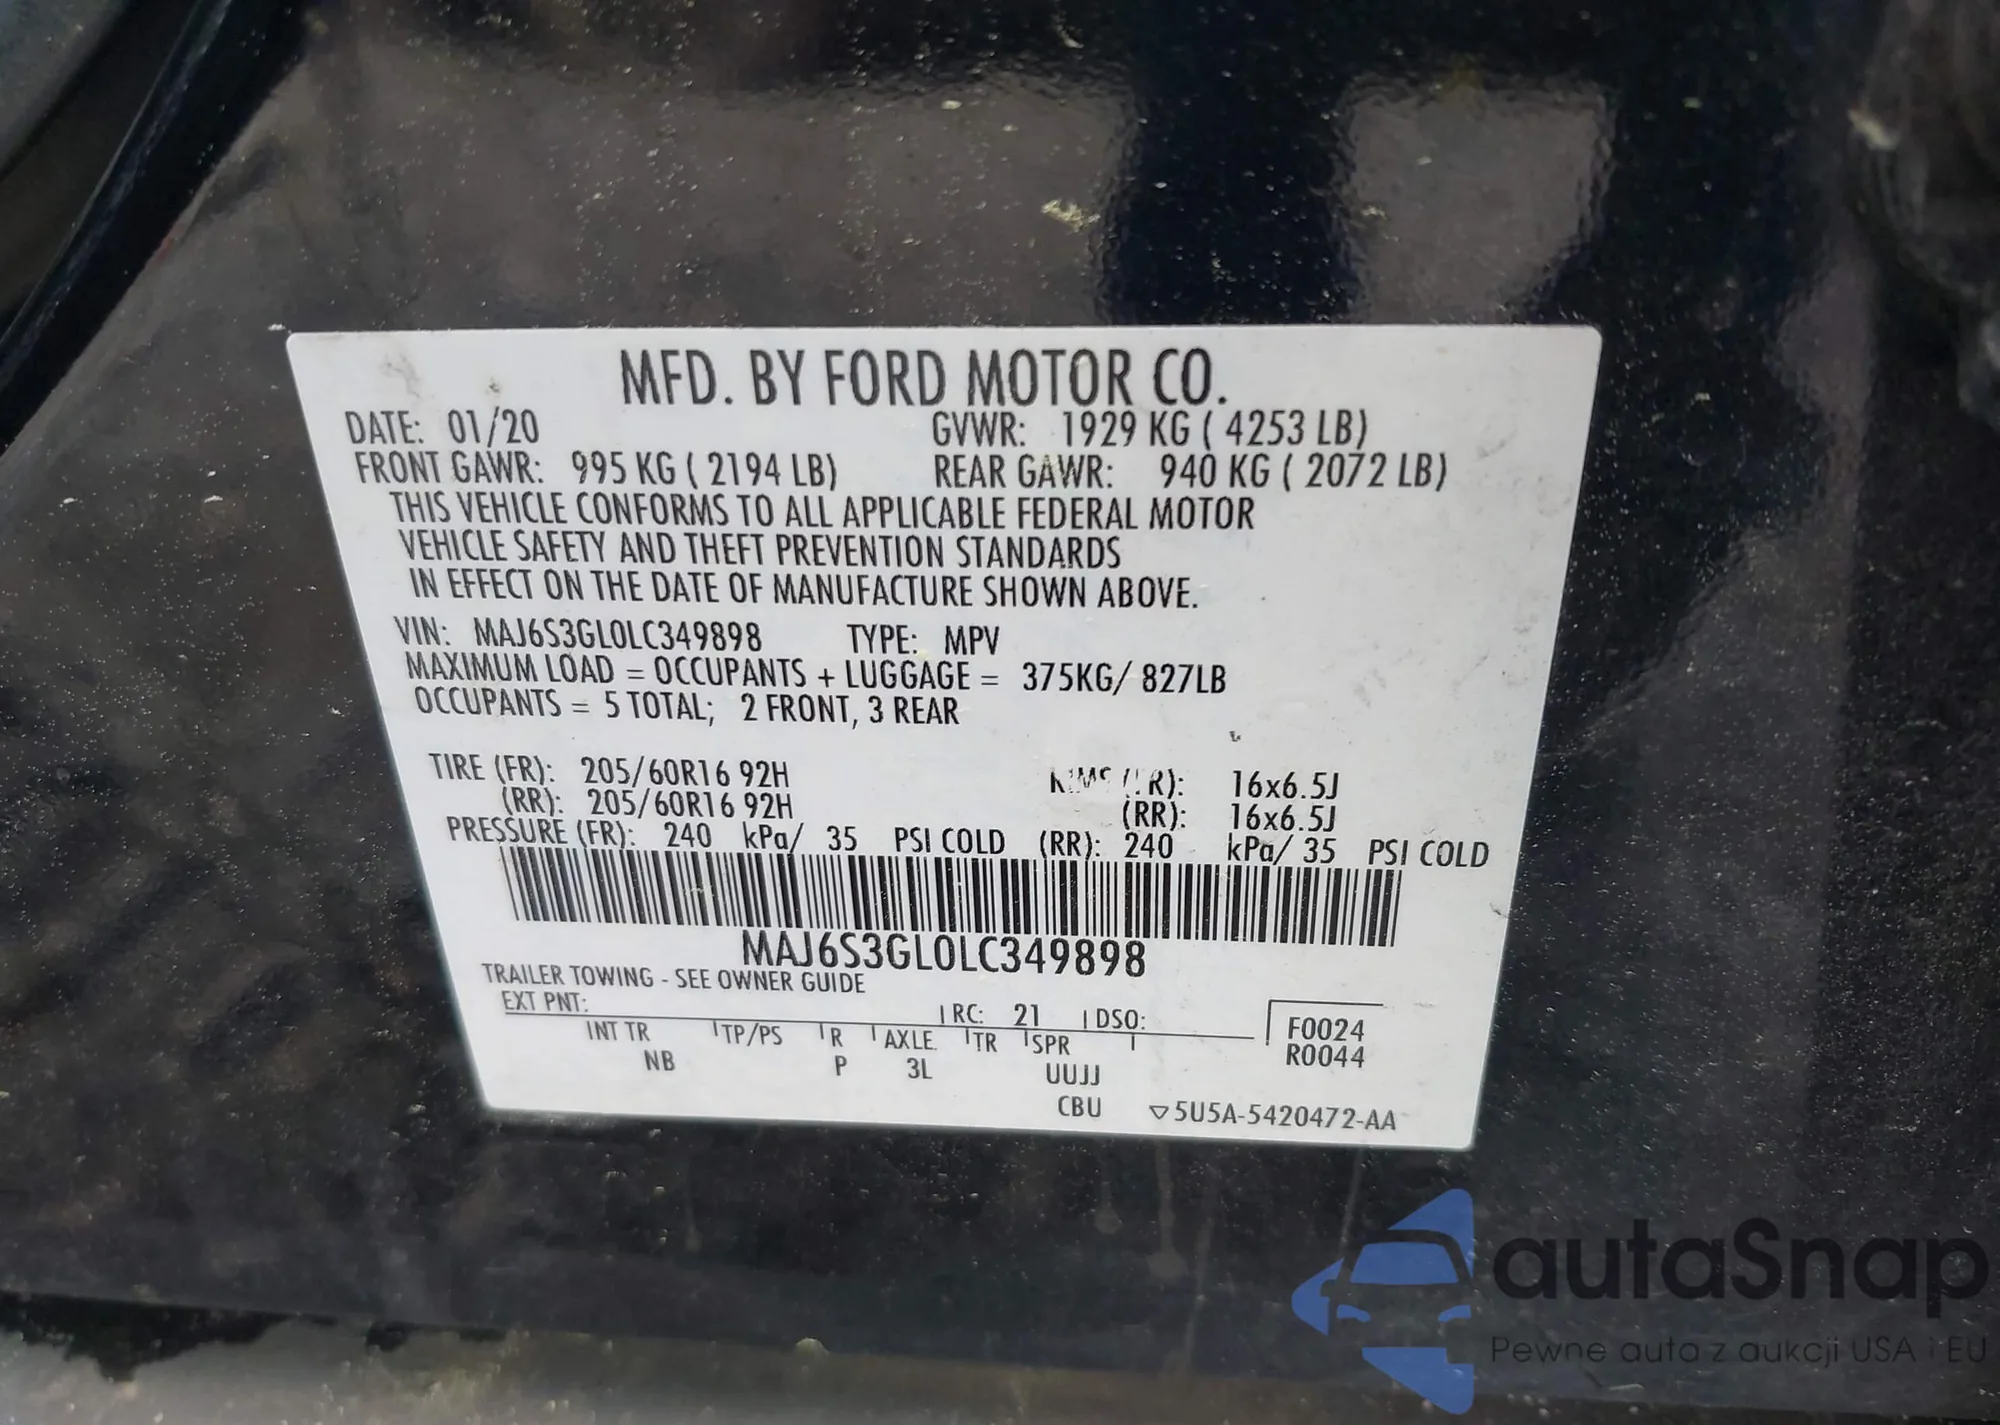 MFD. BY FORD MOTOR CO.
DATE: 01/20 GVWR: 1929 KG ( 4253 LB)
FRONT GAWR: 995 KG ( 2194 LB) REAR GAWR: 940 KG ( 2072 LB)
THIS VEHICLE CONFORMS TO ALL APPLICABLE FEDERAL MOTOR
VEHICLE SAFETY AND THEFT PREVENTION STANDARDS
IN EFFECT ON THE DATE OF MANUFACTURE SHOWN ABOVE.
VIN: MAJ6S3GL0LC349898 TYPE: MPV
MAXIMUM LOAD = OCCUPANTS + LUGGAGE = 375KG/ 827LB
OCCUPANTS = 5 TOTAL; 2 FRONT, 3 REAR
TIRE (FR): 205/60R16 92H 16x6.5J
(RR): 205/60R16 92H (RR): 16x6.5J
PRESSURE (FR): 240 kPa/ 35 PSI COLD (RR): 240 kPa/ 35 PSI COLD
MAJ6S3GL0LC349898
TRAILER TOWING - SEE OWNER GUIDE
EXT PNT: RC: 21 DSO: F0024
INT TR TP/PS R AXLE TR SPR R0044
NB P 3L UUJJ
CBU 5U5A-5420472-AA
autaSnap
Pewne auta z aukcji USA i EU